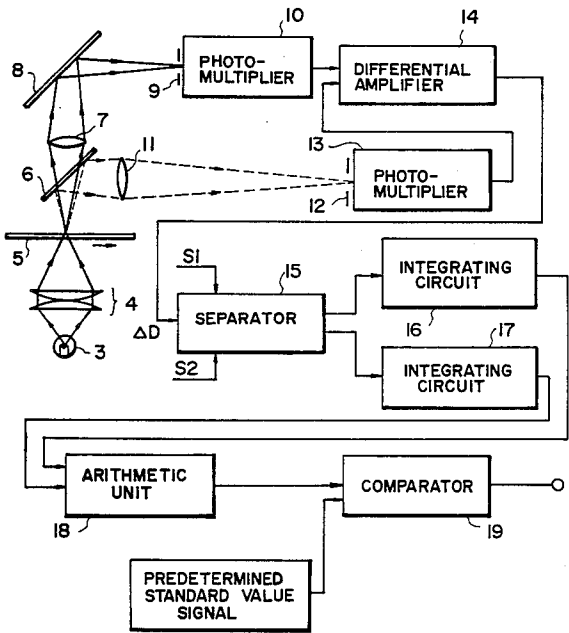 10
14
8
PHOTO-
MULTIPLIER
DIFFERENTIAL
AMPLIFIER
9
7
11
13
6
PHOTO-
MULTIPLIER
12
5
S1
15
INTEGRATING
CIRCUIT
4
SEPARATOR
16
17
ΔD
3
S2
INTEGRATING
CIRCUIT
ARITHMETIC
UNIT
COMPARATOR
18
19
PREDETERMINED
STANDARD VALUE
SIGNAL